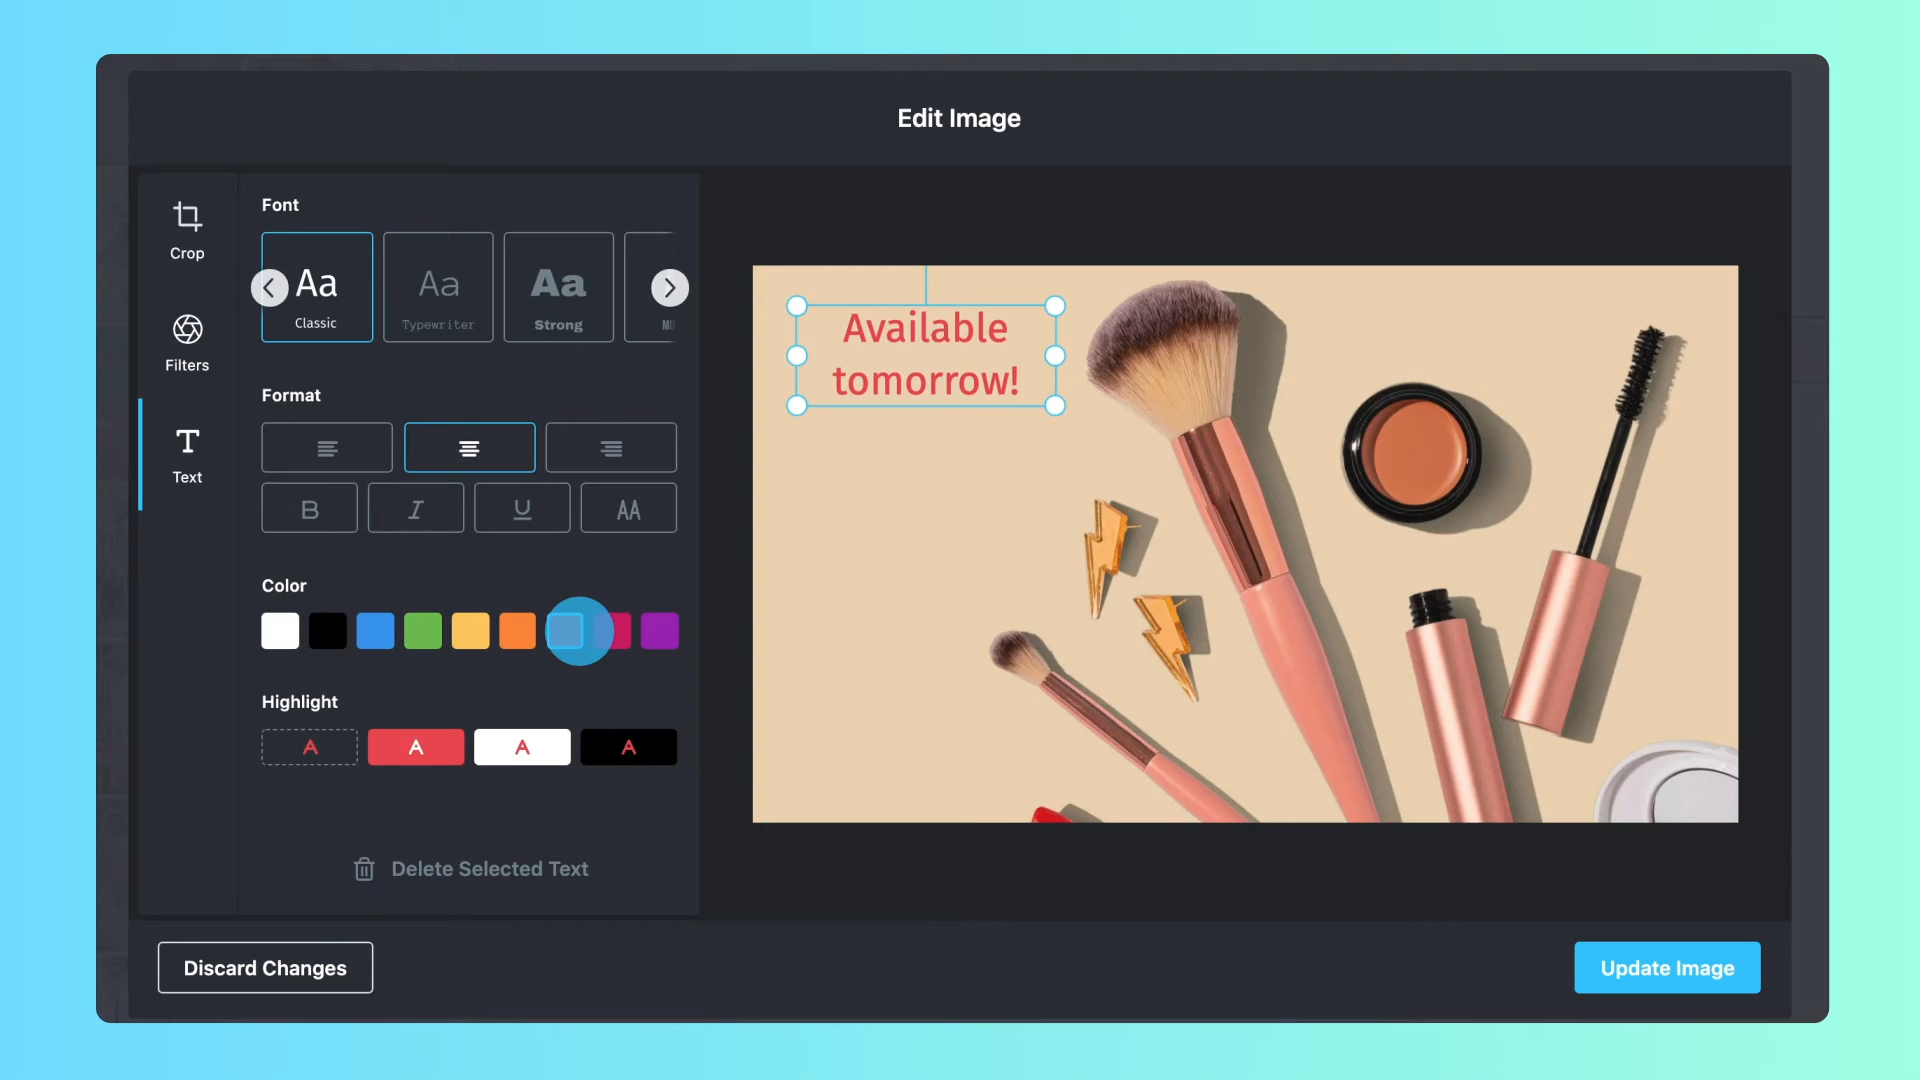 Edit Image
Crop
Filters
Text
Font
Aa
Classic
Aa
Typewriter
Aa
Strong
Format
B
I
U
AA
Color
Highlight
A
A
A
A
Delete Selected Text
Available
tomorrow!
Discard Changes
Update Image